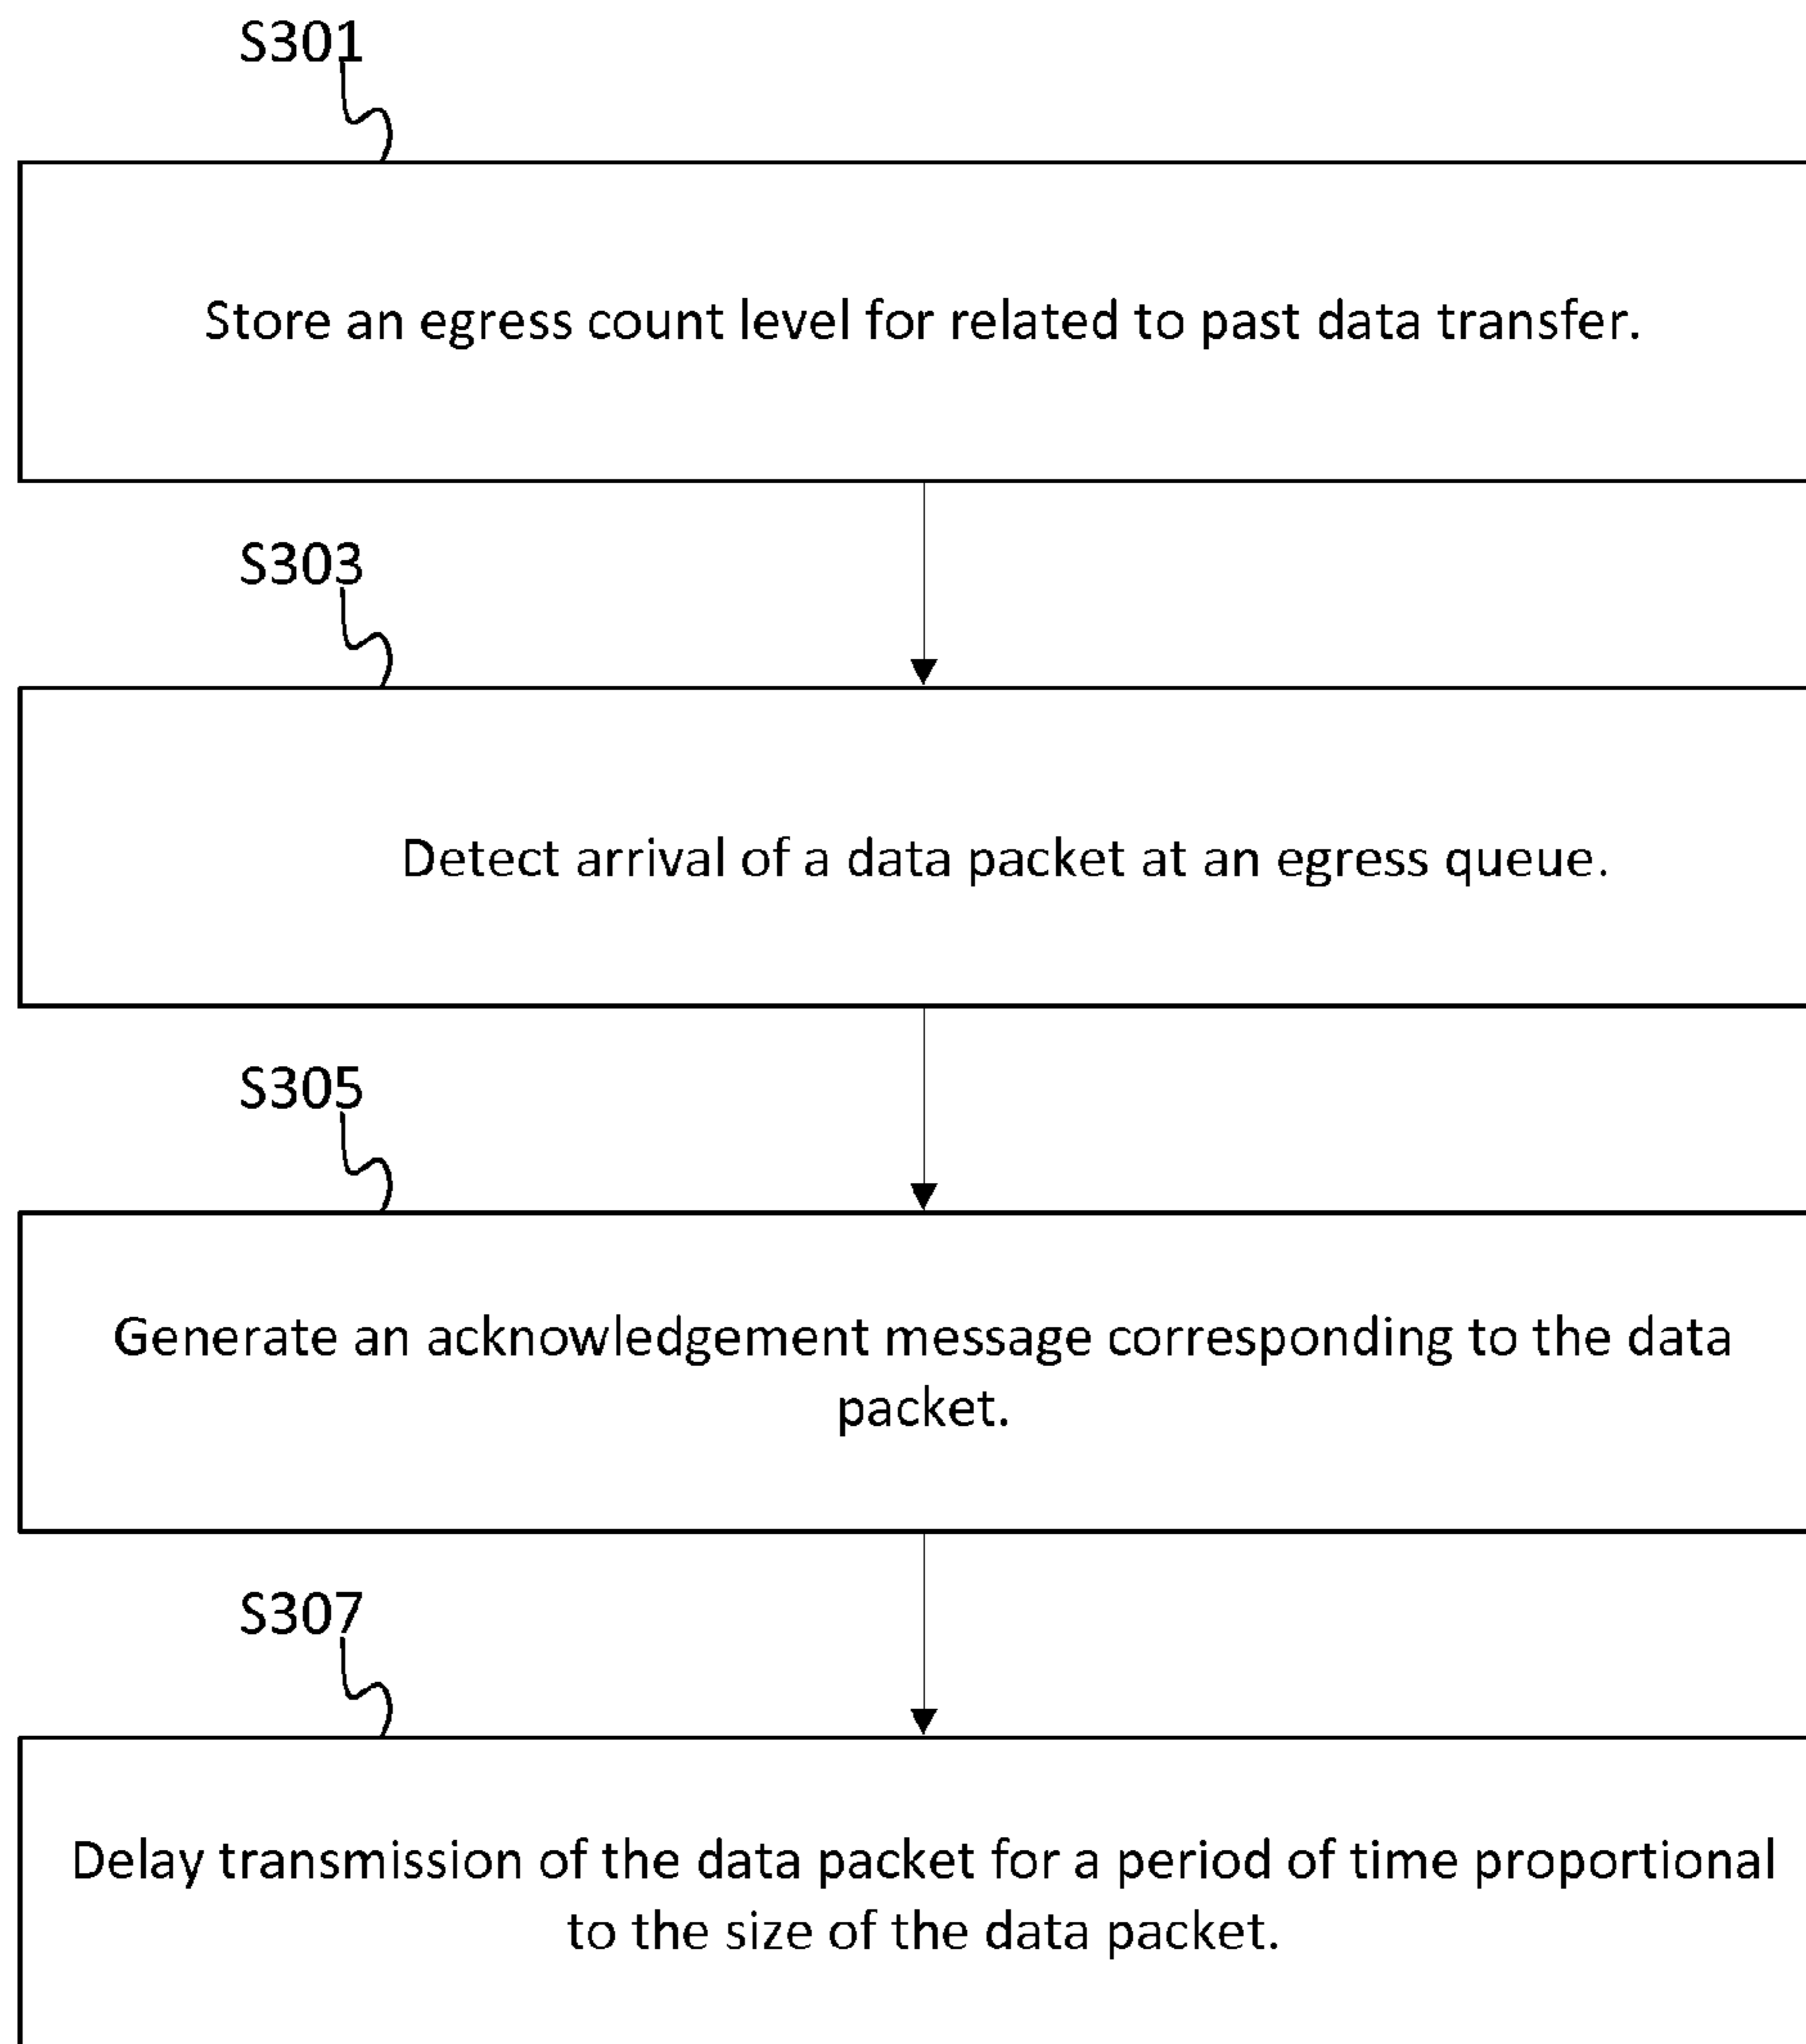 S301
Store an egress count level for related to past data transfer.
S303
Detect arrival of a data packet at an egress queue.
S305
Generate an acknowledgement message corresponding to the data
packet.
S307
Delay transmission of the data packet for a period of time proportional
to the size of the data packet.